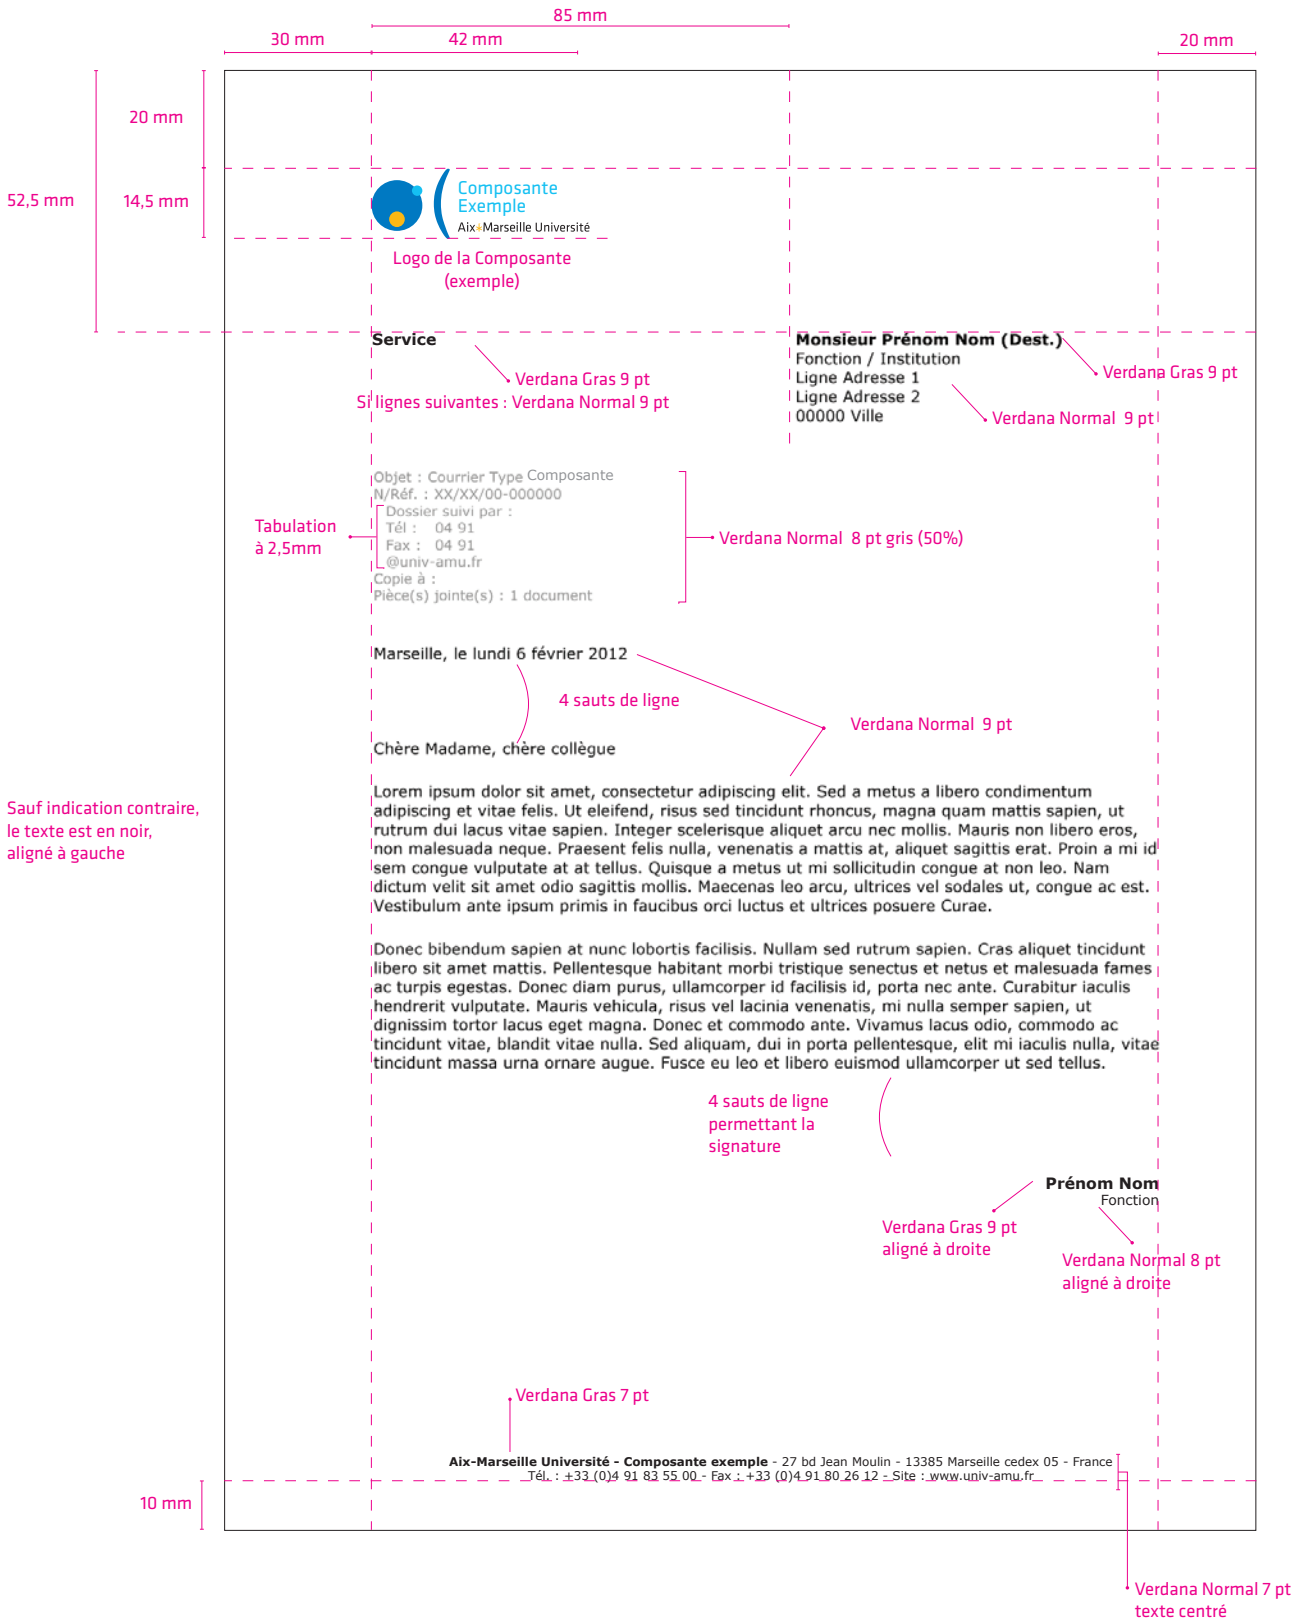 85 mm
30 mm
42 mm
20 mm
20 mm
52,5 mm
14,5 mm
Composante
Exemple
Aix*Marseille Université
Logo de la Composante
(exemple)
Service
Monsieur Prénom Nom (Dest.)
Fonction / Institution
Ligne Adresse 1
Ligne Adresse 2
00000 Ville
Verdana Gras 9 pt
Si lignes suivantes : Verdana Normal 9 pt
Verdana Gras 9 pt
Verdana Normal 9 pt
Objet : Courrier Type Composante
N/Réf. : XX/XX/00-000000
Dossier suivi par :
Tél : 04 91
Fax : 04 91
@univ-amu.fr
Copie à :
Pièce(s) jointe(s) : 1 document
Tabulation
à 2,5mm
Verdana Normal 8 pt gris (50%)
Marseille, le lundi 6 février 2012
4 sauts de ligne
Verdana Normal 9 pt
Chère Madame, chère collègue
Sauf indication contraire,
le texte est en noir,
aligné à gauche
Lorem ipsum dolor sit amet, consectetur adipiscing elit. Sed a metus a libero condimentum
adipiscing et vitae felis. Ut eleifend, risus sed tincidunt rhoncus, magna quam mattis sapien, ut
rutrum dui lacus vitae sapien. Integer scelerisque aliquet arcu nec mollis. Mauris non libero eros,
non malesuada neque. Praesent felis nulla, venenatis a mattis at, aliquet sagittis erat. Proin a mi id
sem congue vulputate at at tellus. Quisque a metus ut mi sollicitudin congue at non leo. Nam
dictum velit sit amet odio sagittis mollis. Maecenas leo arcu, ultrices vel sodales ut, congue ac est.
Vestibulum ante ipsum primis in faucibus orci luctus et ultrices posuere Curae.
Donec bibendum sapien at nunc lobortis facilisis. Nullam sed rutrum sapien. Cras aliquet tincidunt
libero sit amet mattis. Pellentesque habitant morbi tristique senectus et netus et malesuada fames
ac turpis egestas. Donec diam purus, ullamcorper id facilisis id, porta nec ante. Curabitur iaculis
hendrerit vulputate. Mauris vehicula, risus vel lacinia venenatis, mi nulla semper sapien, ut
dignissim tortor lacus eget magna. Donec et commodo ante. Vivamus lacus odio, commodo ac
tincidunt vitae, blandit vitae nulla. Sed aliquam, dui in porta pellentesque, elit mi iaculis nulla, vitae
tincidunt massa urna ornare augue. Fusce eu leo et libero euismod ullamcorper ut sed tellus.
4 sauts de ligne
permettant la
signature
Prénom Nom
Fonction
Verdana Gras 9 pt
aligné à droite
Verdana Normal 8 pt
aligné à droite
Verdana Gras 7 pt
Aix-Marseille Université - Composante exemple - 27 bd Jean Moulin - 13385 Marseille cedex 05 - France
Tél. : +33 (0)4 91 83 55 00 - Fax : +33 (0)4 91 80 26 12 - Site : www.univ-amu.fr
10 mm
Verdana Normal 7 pt
texte centré